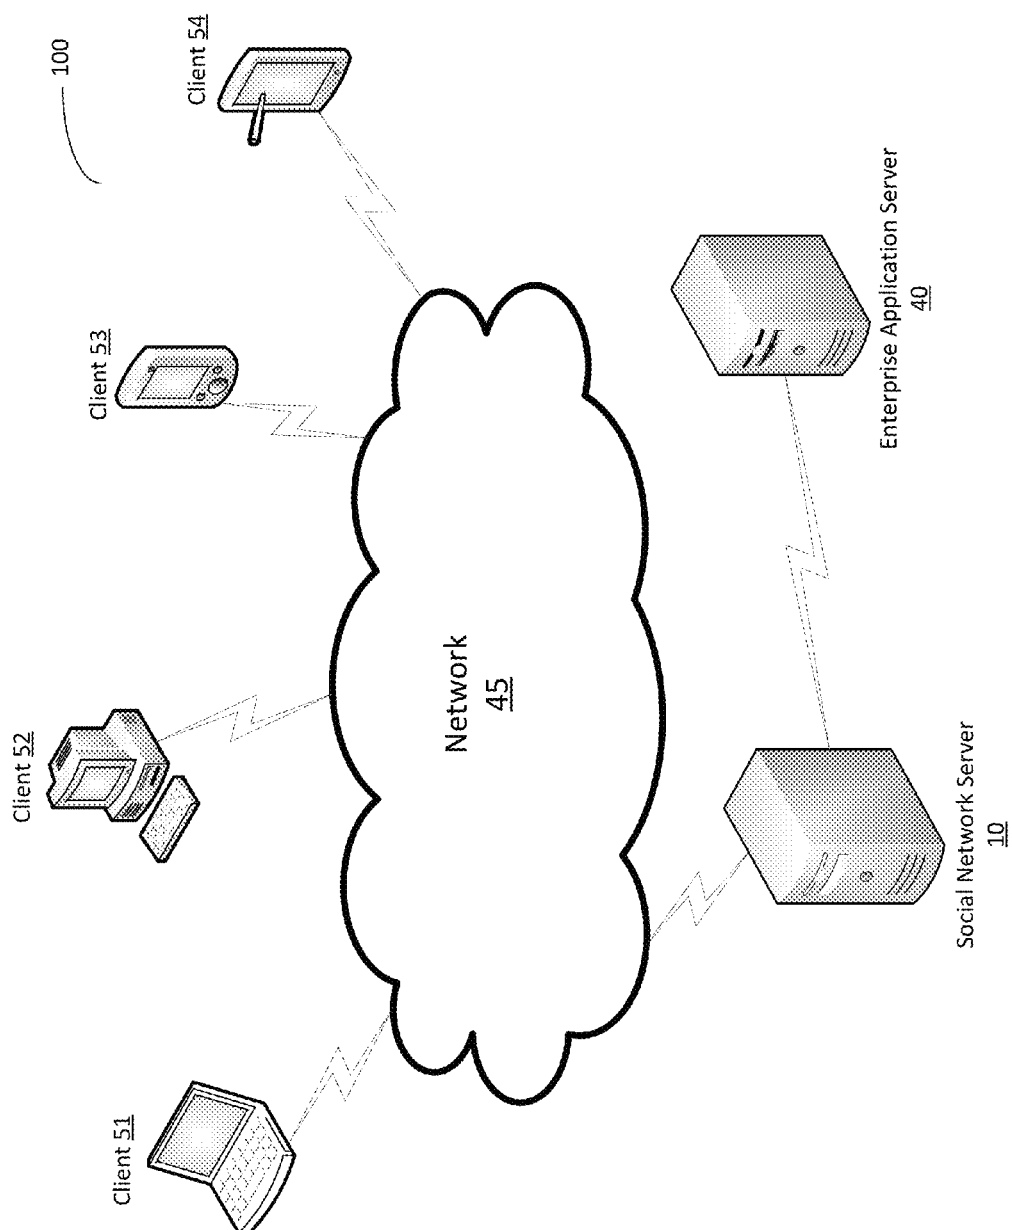 100
Client 51
Client 52
Client 53
Client 54
Network
45
Social Network Server
10
Enterprise Application Server
40